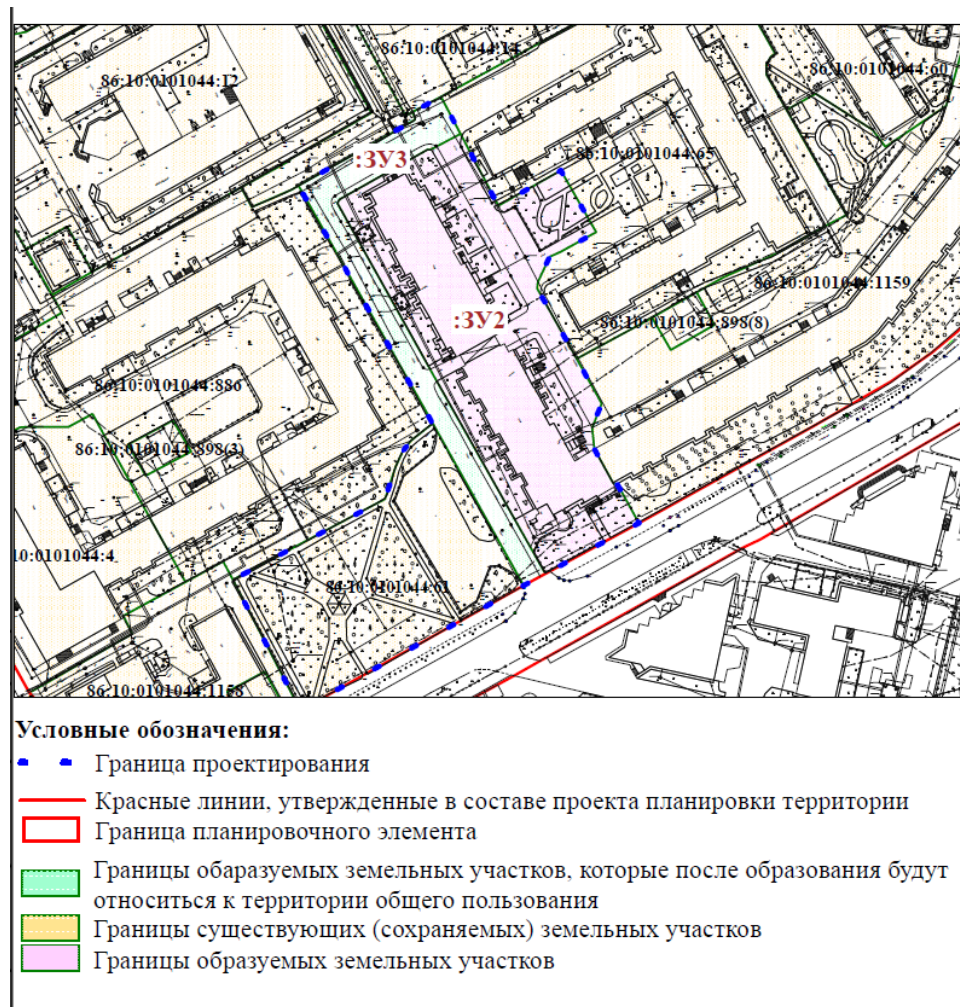 86:10:0101044:14
86:10:0101044:12
86:10:0101044:60
:ЗУ3
86:10:0101044:65
86:10:0101044:1159
:ЗУ2
86:10:0101044:898(8)
86:10:0101044:886
86:10:0101044:898(3)
10:0101044:4
86:10:0101044:61
86:10:0101044:1158
Условные обозначения:
Граница проектирования
Красные линии, утвержденные в составе проекта планировки территории
Граница планировочного элемента
Границы обаразуемых земельных участков, которые после образования будут
относиться к территории общего пользования
Границы существующих (сохраняемых) земельных участков
Границы образуемых земельных участков